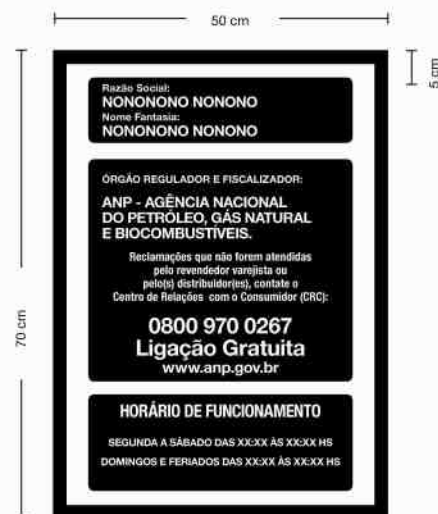 50 cm
5 cm
70 cm
Razão Social:
NONONONO NONONO
Nome Fantasia:
NONONONO NONONO
ÓRGÃO REGULADOR E FISCALIZADOR:
ANP - AGÊNCIA NACIONAL
DO PETRÓLEO, GÁS NATURAL
E BIOCOMBUSTÍVEIS.
Reclamações que não forem atendidas
pelo revendedor varejista ou
pelo(s) distribuidor(es), contate o
Centro de Relações com o Consumidor (CRC):
0800 970 0267
Ligação Gratuita
www.anp.gov.br
HORÁRIO DE FUNCIONAMENTO
SEGUNDA A SÁBADO DAS XX:XX ÀS XX:XX HS
DOMINGOS E FERIADOS DAS XX:XX ÀS XX:XX HS